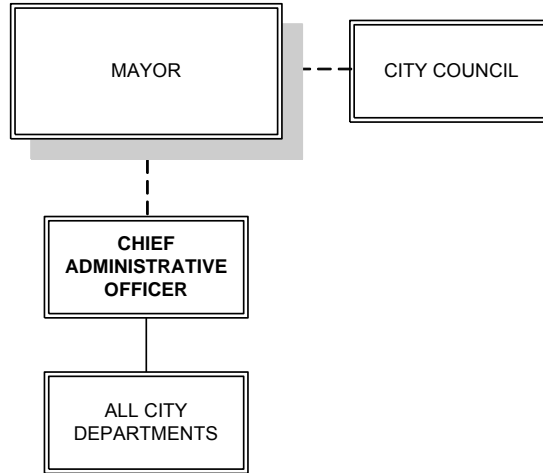 MAYOR
CITY COUNCIL
CHIEF
ADMINISTRATIVE
OFFICER
ALL CITY
DEPARTMENTS